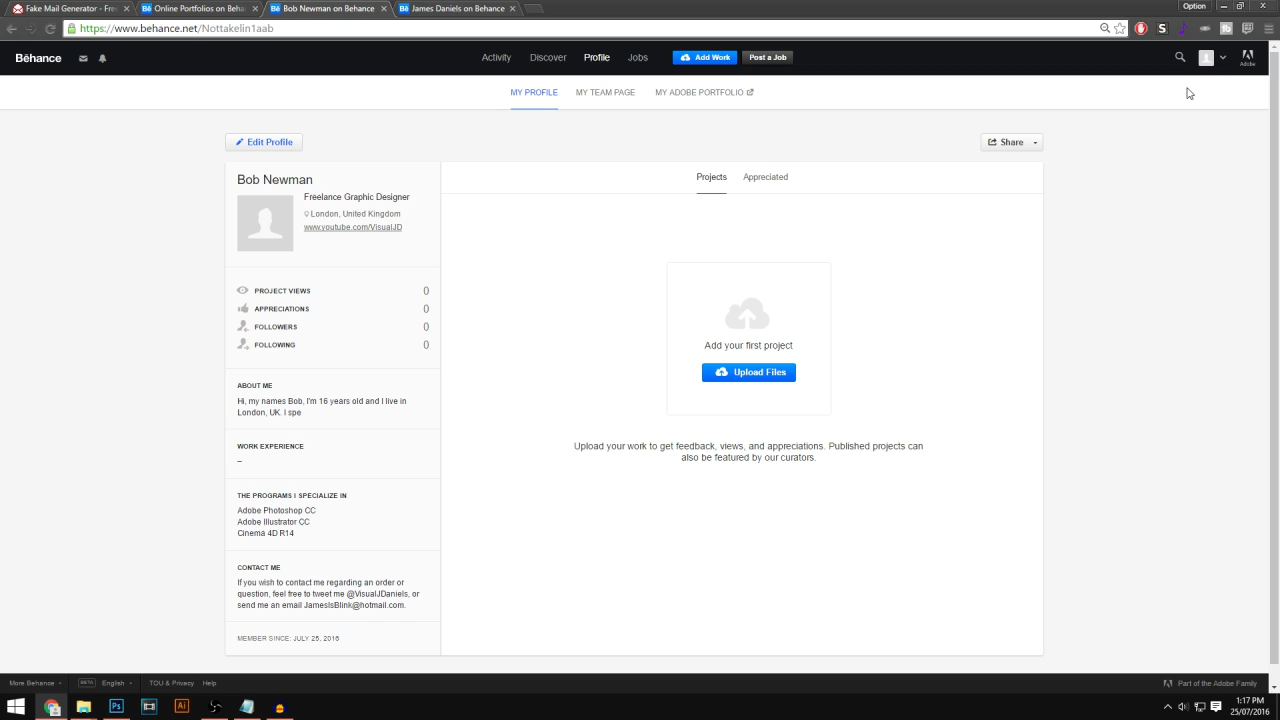 Fake Mail Generator - Fre
Online Portfolios on Beha
Bob Newman on Behance
James Daniels on Behance
Option
https://www.behance.net/Nottakelin1aab
Bēhance
Activity
Discover
Profile
Jobs
Add Work
Post a Job
Adobe
MY PROFILE
MY TEAM PAGE
MY ADOBE PORTFOLIO
Edit Profile
Share
Bob Newman
Freelance Graphic Designer
London, United Kingdom
www.youtube.com/VisualJD
Projects
Appreciated
PROJECT VIEWS 0
APPRECIATIONS 0
FOLLOWERS 0
FOLLOWING 0
Add your first project
Upload Files
Upload your work to get feedback, views, and appreciations. Published projects can
also be featured by our curators.
ABOUT ME
Hi, my names Bob, I'm 16 years old and I live in
London, UK. I spe
WORK EXPERIENCE
–
THE PROGRAMS I SPECIALIZE IN
Adobe Photoshop CC
Adobe Illustrator CC
Cinema 4D R14
CONTACT ME
If you wish to contact me regarding an order or
question, feel free to tweet me @VisualJDaniels, or
send me an email JamesIsBlink@hotmail.com.
MEMBER SINCE: JULY 25, 2016
More Behance
BETA
English
TOU & Privacy
Help
Part of the Adobe Family
Ps
Ai
1:17 PM
25/07/2016